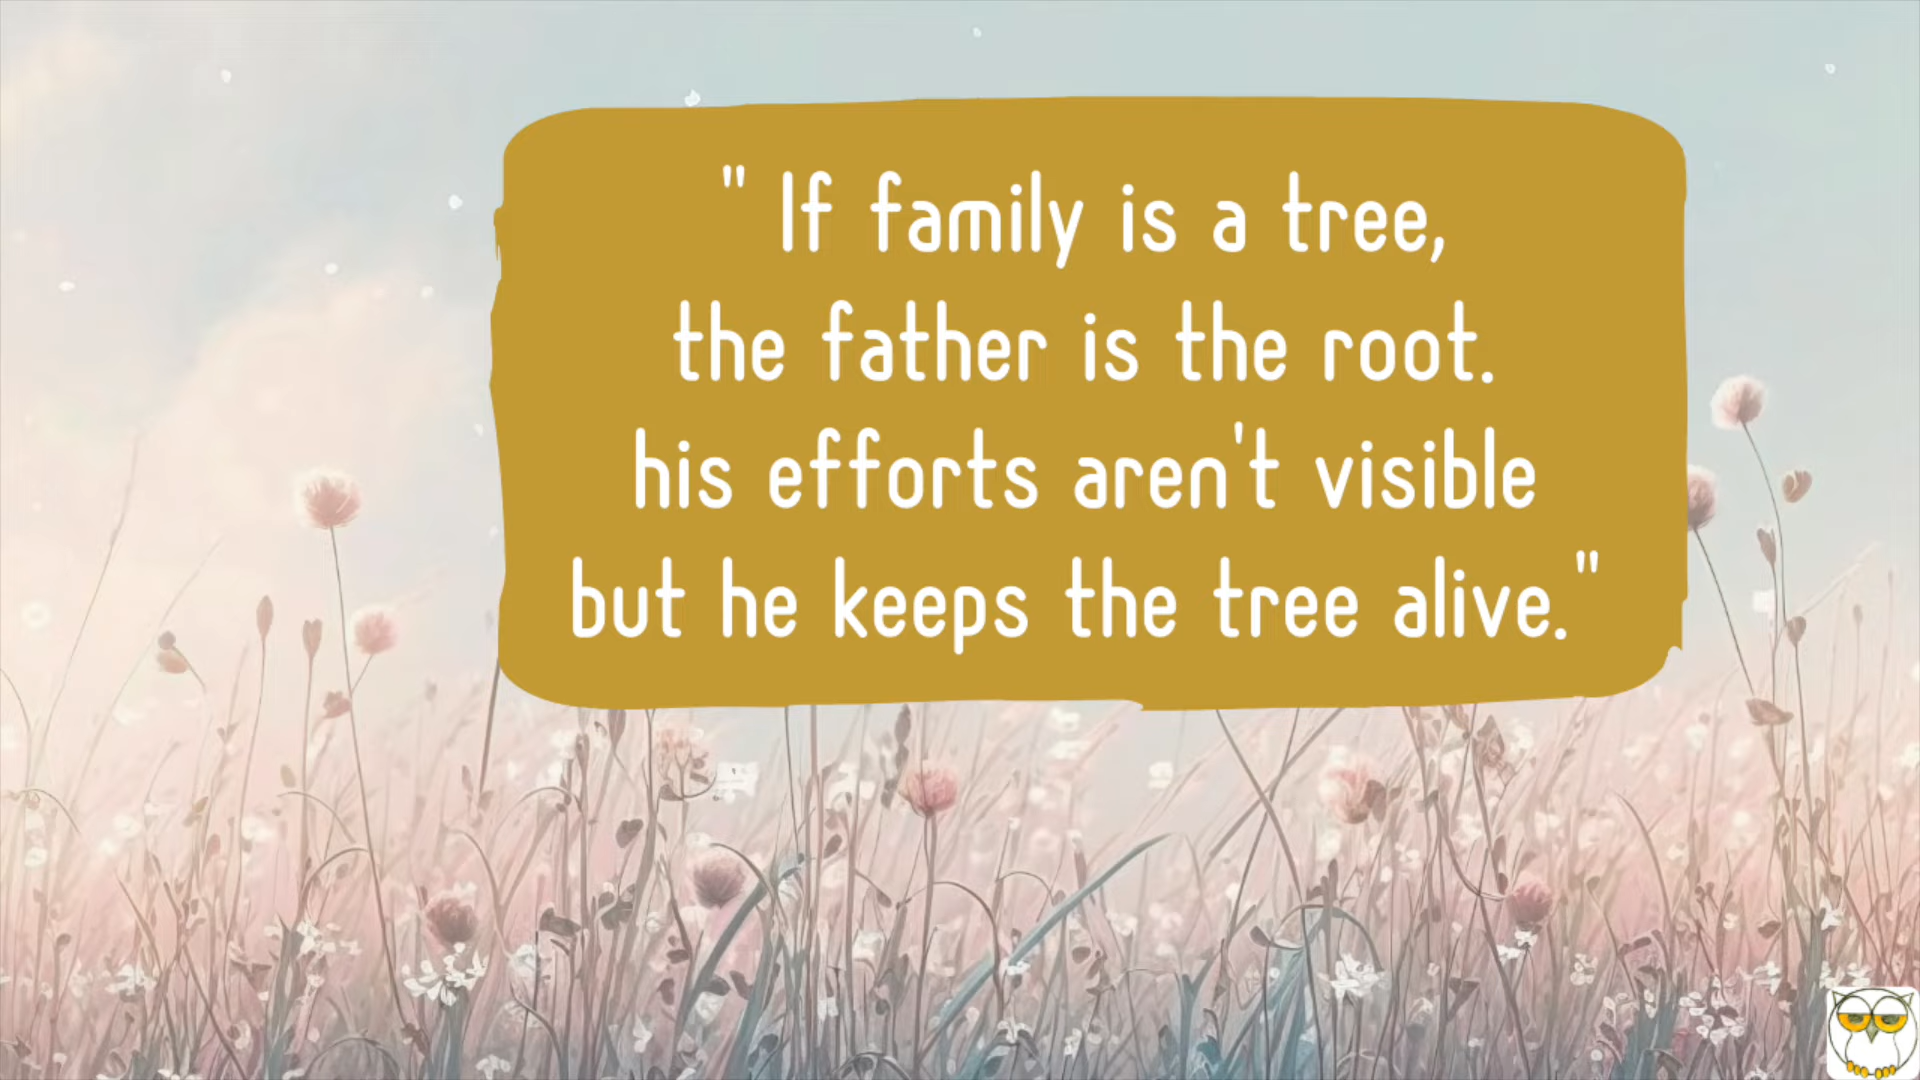 " If family is a tree,
the father is the root.
his efforts aren't visible
but he keeps the tree alive."